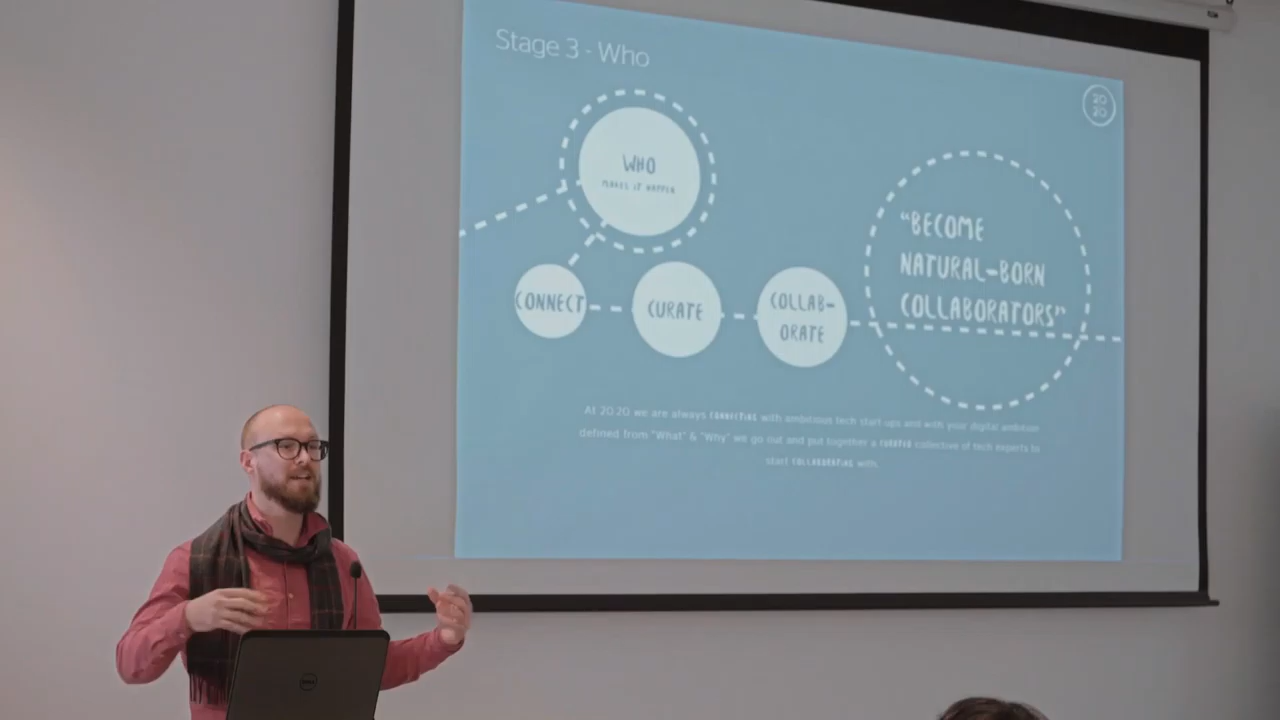 Stage 3 - Who
20
20
WHO
MAKES IT HAPPEN
CONNECT
CURATE
COLLAB-
ORATE
“BECOME
NATURAL-BORN
COLLABORATORS”
At 20.20 we are always CONNECTING with ambitious tech start ups and with your digital ambition
defined from "What" & "Why" we go out and put together a CURATED collective of tech experts to
start COLLABORATING with.
DELL